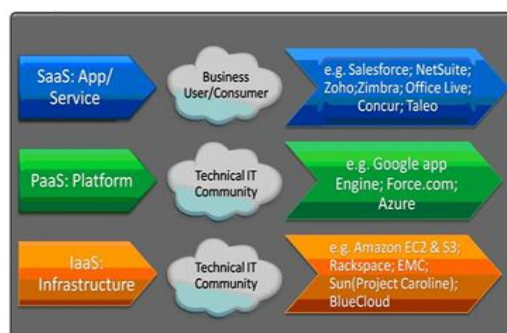 SaaS: App/
Service
Business
User/Consumer
e.g. Salesforce; NetSuite;
Zoho;Zimbra; Office Live;
Concur; Taleo
PaaS: Platform
Technical IT
Community
e.g. Google app
Engine; Force.com;
Azure
IaaS:
Infrastructure
Technical IT
Community
e.g. Amazon EC2 & S3;
Rackspace; EMC;
Sun(Project Caroline);
BlueCloud